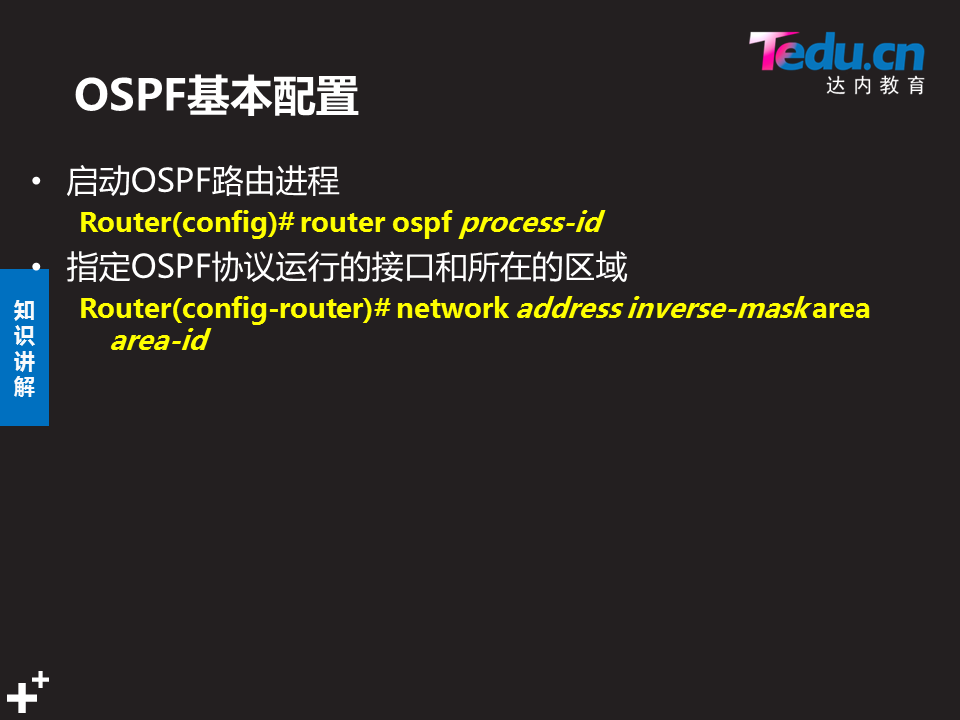 Tedu.cn
达内教育
OSPF基本配置
• 启动OSPF路由进程
Router(config)# router ospf process-id
• 指定OSPF协议运行的接口和所在的区域
Router(config-router)# network address inverse-mask area
area-id
知
识
讲
解